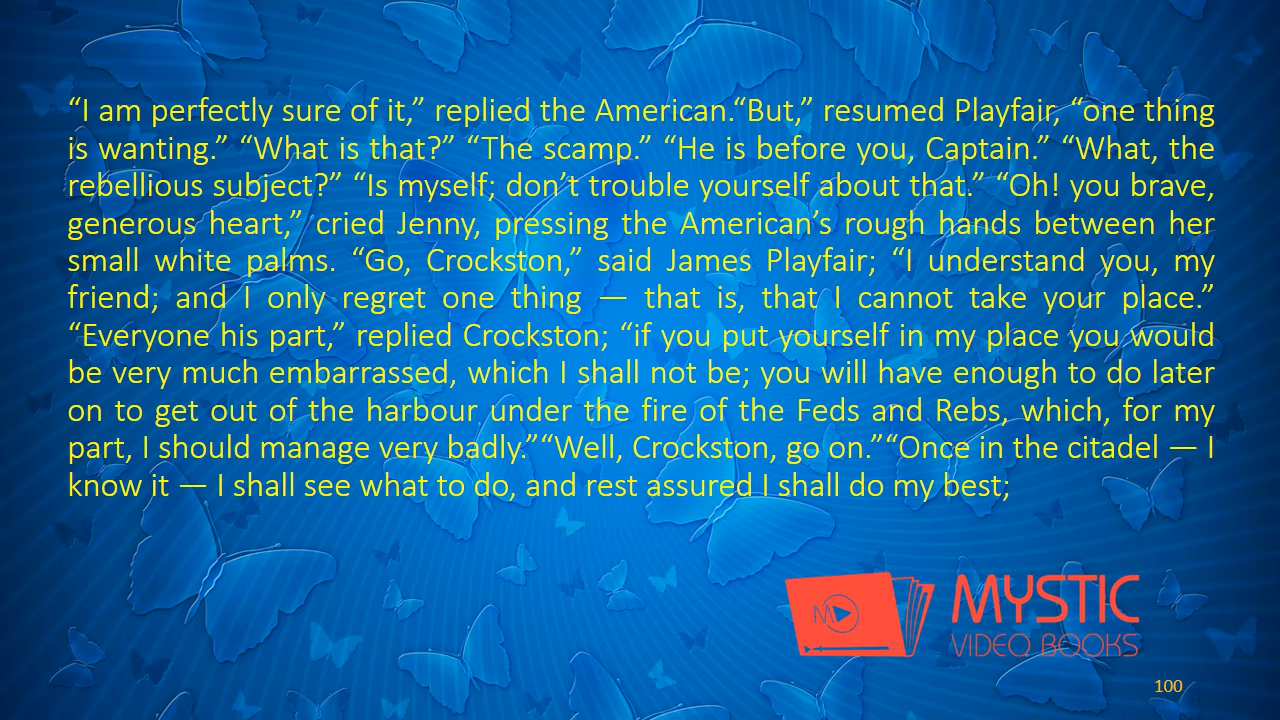 “I am perfectly sure of it,” replied the American.“But,” resumed Playfair, “one thing
is wanting.” “What is that?” “The scamp.” “He is before you, Captain.” “What, the
rebellious subject?” “Is myself; don’t trouble yourself about that.” “Oh! you brave,
generous heart,” cried Jenny, pressing the American’s rough hands between her
small white palms. “Go, Crockston,” said James Playfair; “I understand you, my
friend; and I only regret one thing — that is, that I cannot take your place.”
“Everyone his part,” replied Crockston; “if you put yourself in my place you would
be very much embarrassed, which I shall not be; you will have enough to do later
on to get out of the harbour under the fire of the Feds and Rebs, which, for my
part, I should manage very badly.”“Well, Crockston, go on.”“Once in the citadel — I
know it — I shall see what to do, and rest assured I shall do my best;
MYSTIC
VIDEO BOOKS
100